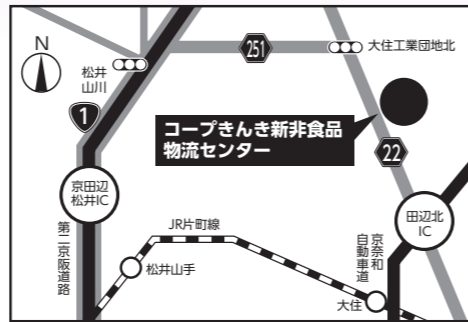 N
251
大住工業団地北
松井
山川
1
コープきんき新非食品
物流センター
22
京田辺
松井IC
田辺北
IC
JR片町線
第二京阪道路
京奈和
自動車道
松井山手
大住